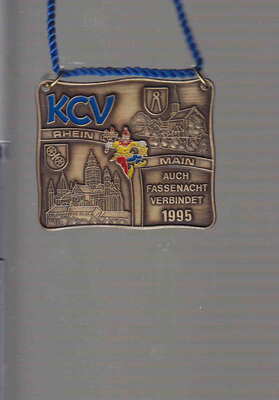 KCV
RHEIN
MAIN
AUCH
FASSENACHT
VERBINDET
1995